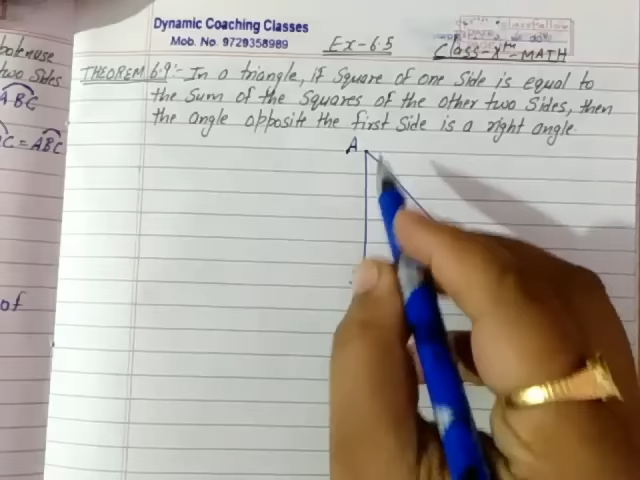 Dynamic Coaching Classes
Mob. No. 9729358989
Ex-6.5
Class-Xth-MATH
THEOREM 6.9:- In a triangle, if Square of one Side is equal to
the Sum of the Squares of the other two Sides, then
the angle opposite the first Side is a right angle.
A
two Sides
ABC
C = ABC
of